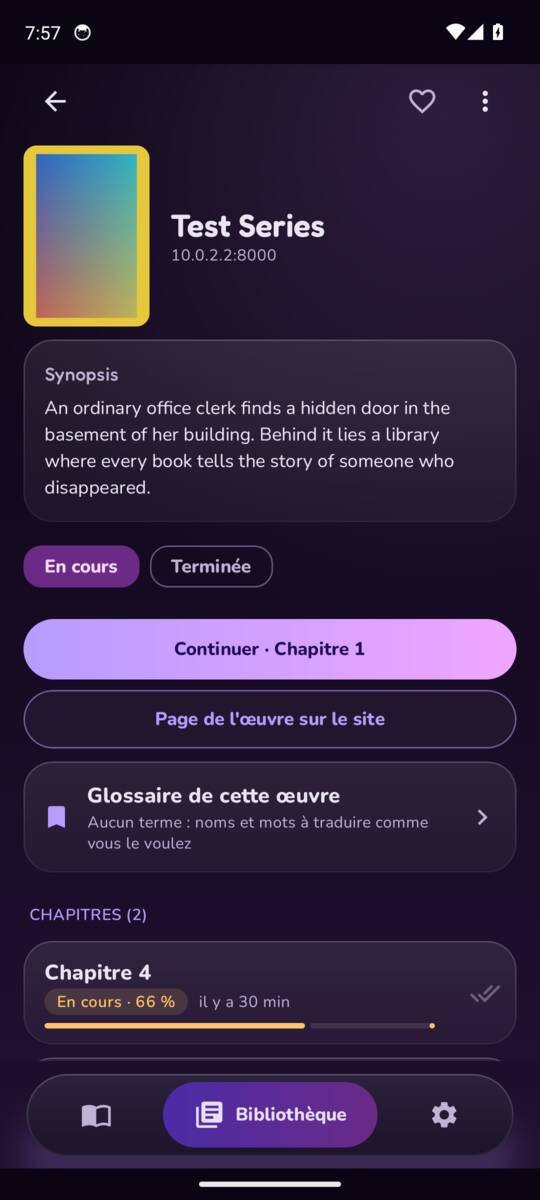 7:57
Test Series
10.0.2.2:8000
Synopsis
An ordinary office clerk finds a hidden door in the
basement of her building. Behind it lies a library
where every book tells the story of someone who
disappeared.
En cours
Terminée
Continuer · Chapitre 1
Page de l'œuvre sur le site
Glossaire de cette œuvre
Aucun terme : noms et mots à traduire comme
vous le voulez
CHAPITRES (2)
Chapitre 4
En cours · 66 % il y a 30 min
Bibliothèque